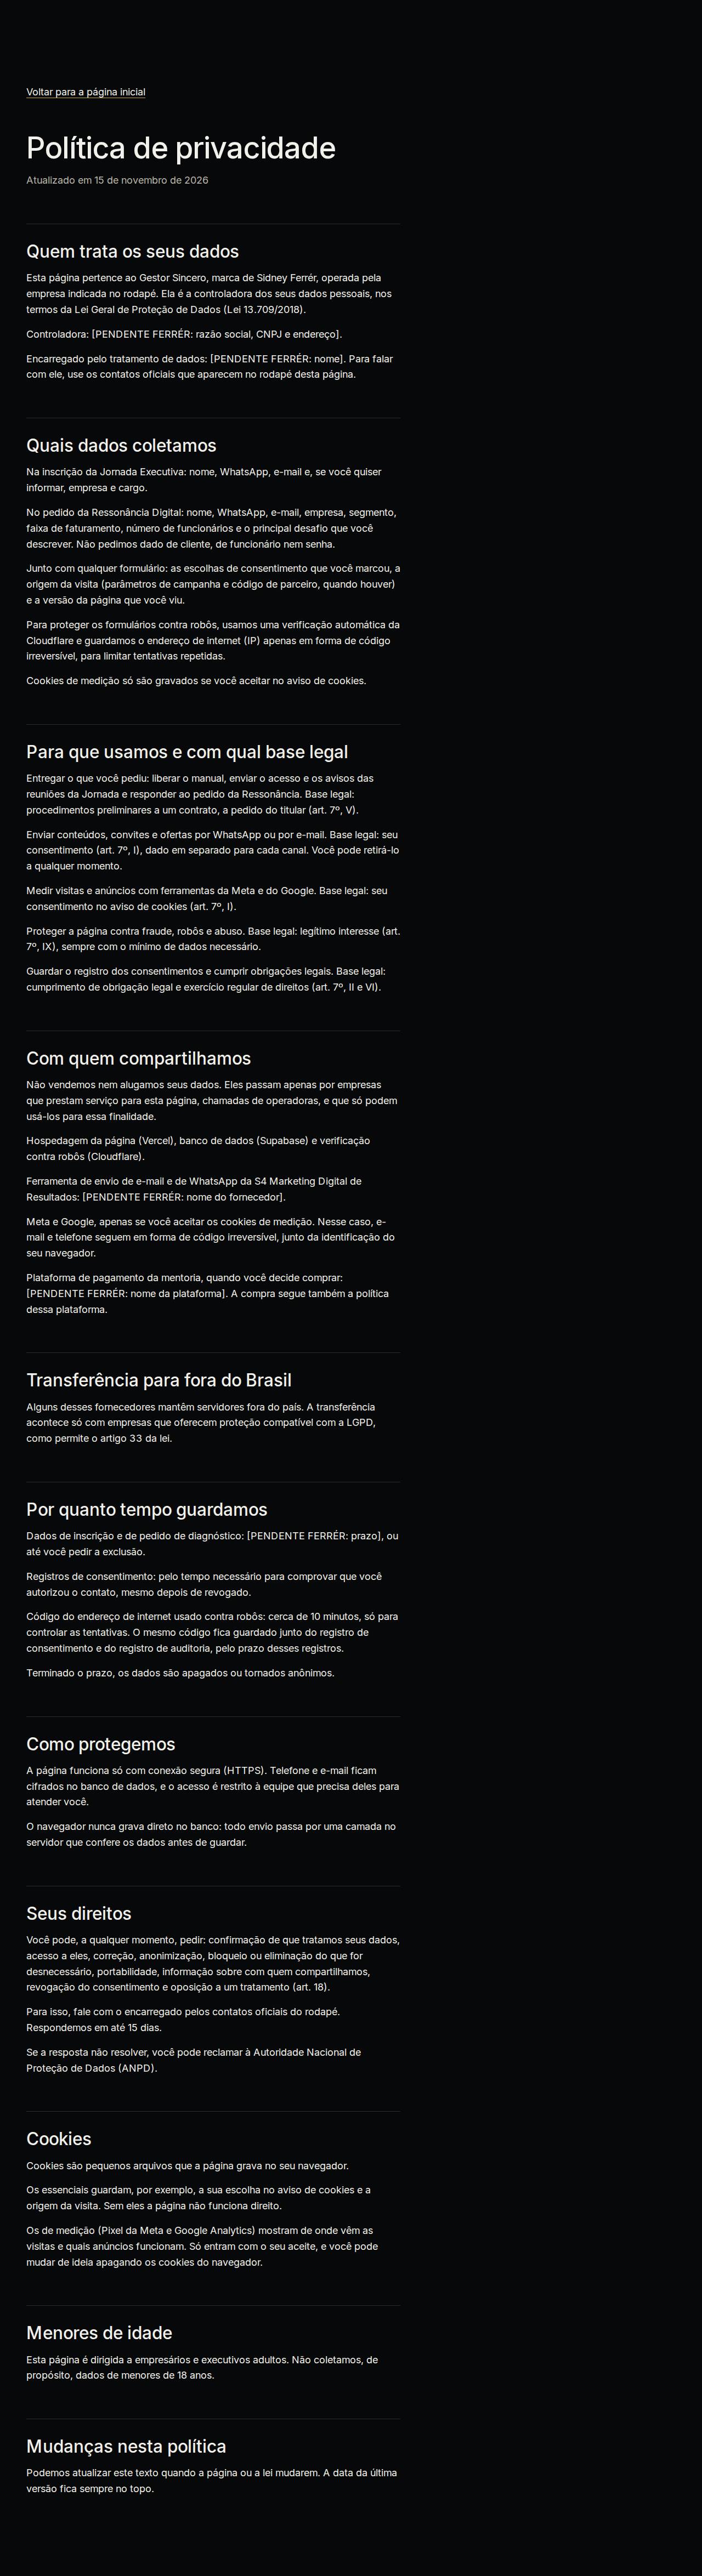 Voltar para a página inicial
Política de privacidade
Atualizado em 15 de novembro de 2026
Quem trata os seus dados
Esta página pertence ao Gestor Sincero, marca de Sidney Ferrér, operada pela
empresa indicada no rodapé. Ela é a controladora dos seus dados pessoais, nos
termos da Lei Geral de Proteção de Dados (Lei 13.709/2018).
Controladora: [PENDENTE FERRÉR: razão social, CNPJ e endereço].
Encarregado pelo tratamento de dados: [PENDENTE FERRÉR: nome]. Para falar
com ele, use os contatos oficiais que aparecem no rodapé desta página.
Quais dados coletamos
Na inscrição da Jornada Executiva: nome, WhatsApp, e-mail e, se você quiser
informar, empresa e cargo.
No pedido da Ressonância Digital: nome, WhatsApp, e-mail, empresa, segmento,
faixa de faturamento, número de funcionários e o principal desafio que você
descrever. Não pedimos dado de cliente, de funcionário nem senha.
Junto com qualquer formulário: as escolhas de consentimento que você marcou, a
origem da visita (parâmetros de campanha e código de parceiro, quando houver)
e a versão da página que você viu.
Para proteger os formulários contra robôs, usamos uma verificação automática da
Cloudflare e guardamos o endereço de internet (IP) apenas em forma de código
irreversível, para limitar tentativas repetidas.
Cookies de medição só são gravados se você aceitar no aviso de cookies.
Para que usamos e com qual base legal
Entregar o que você pediu: liberar o manual, enviar o acesso e os avisos das
reuniões da Jornada e responder ao pedido da Ressonância. Base legal:
procedimentos preliminares a um contrato, a pedido do titular (art. 7º, V).
Enviar conteúdos, convites e ofertas por WhatsApp ou por e-mail. Base legal: seu
consentimento (art. 7º, I), dado em separado para cada canal. Você pode retirá-lo
a qualquer momento.
Medir visitas e anúncios com ferramentas da Meta e do Google. Base legal: seu
consentimento no aviso de cookies (art. 7º, I).
Proteger a página contra fraude, robôs e abuso. Base legal: legítimo interesse (art.
7º, IX), sempre com o mínimo de dados necessário.
Guardar o registro dos consentimentos e cumprir obrigações legais. Base legal:
cumprimento de obrigação legal e exercício regular de direitos (art. 7º, II e VI).
Com quem compartilhamos
Não vendemos nem alugamos seus dados. Eles passam apenas por empresas
que prestam serviço para esta página, chamadas de operadoras, e que só podem
usá-los para essa finalidade.
Hospedagem da página (Vercel), banco de dados (Supabase) e verificação
contra robôs (Cloudflare).
Ferramenta de envio de e-mail e de WhatsApp da S4 Marketing Digital de
Resultados: [PENDENTE FERRÉR: nome do fornecedor].
Meta e Google, apenas se você aceitar os cookies de medição. Nesse caso, e-
mail e telefone seguem em forma de código irreversível, junto da identificação do
seu navegador.
Plataforma de pagamento da mentoria, quando você decide comprar:
[PENDENTE FERRÉR: nome da plataforma]. A compra segue também a política
dessa plataforma.
Transferência para fora do Brasil
Alguns desses fornecedores mantêm servidores fora do país. A transferência
acontece só com empresas que oferecem proteção compatível com a LGPD,
como permite o artigo 33 da lei.
Por quanto tempo guardamos
Dados de inscrição e de pedido de diagnóstico: [PENDENTE FERRÉR: prazo], ou
até você pedir a exclusão.
Registros de consentimento: pelo tempo necessário para comprovar que você
autorizou o contato, mesmo depois de revogado.
Código do endereço de internet usado contra robôs: cerca de 10 minutos, só para
controlar as tentativas. O mesmo código fica guardado junto do registro de
consentimento e do registro de auditoria, pelo prazo desses registros.
Terminado o prazo, os dados são apagados ou tornados anônimos.
Como protegemos
A página funciona só com conexão segura (HTTPS). Telefone e e-mail ficam
cifrados no banco de dados, e o acesso é restrito à equipe que precisa deles para
atender você.
O navegador nunca grava direto no banco: todo envio passa por uma camada no
servidor que confere os dados antes de guardar.
Seus direitos
Você pode, a qualquer momento, pedir: confirmação de que tratamos seus dados,
acesso a eles, correção, anonimização, bloqueio ou eliminação do que for
desnecessário, portabilidade, informação sobre com quem compartilhamos,
revogação do consentimento e oposição a um tratamento (art. 18).
Para isso, fale com o encarregado pelos contatos oficiais do rodapé.
Respondemos em até 15 dias.
Se a resposta não resolver, você pode reclamar à Autoridade Nacional de
Proteção de Dados (ANPD).
Cookies
Cookies são pequenos arquivos que a página grava no seu navegador.
Os essenciais guardam, por exemplo, a sua escolha no aviso de cookies e a
origem da visita. Sem eles a página não funciona direito.
Os de medição (Pixel da Meta e Google Analytics) mostram de onde vêm as
visitas e quais anúncios funcionam. Só entram com o seu aceite, e você pode
mudar de ideia apagando os cookies do navegador.
Menores de idade
Esta página é dirigida a empresários e executivos adultos. Não coletamos, de
propósito, dados de menores de 18 anos.
Mudanças nesta política
Podemos atualizar este texto quando a página ou a lei mudarem. A data da última
versão fica sempre no topo.